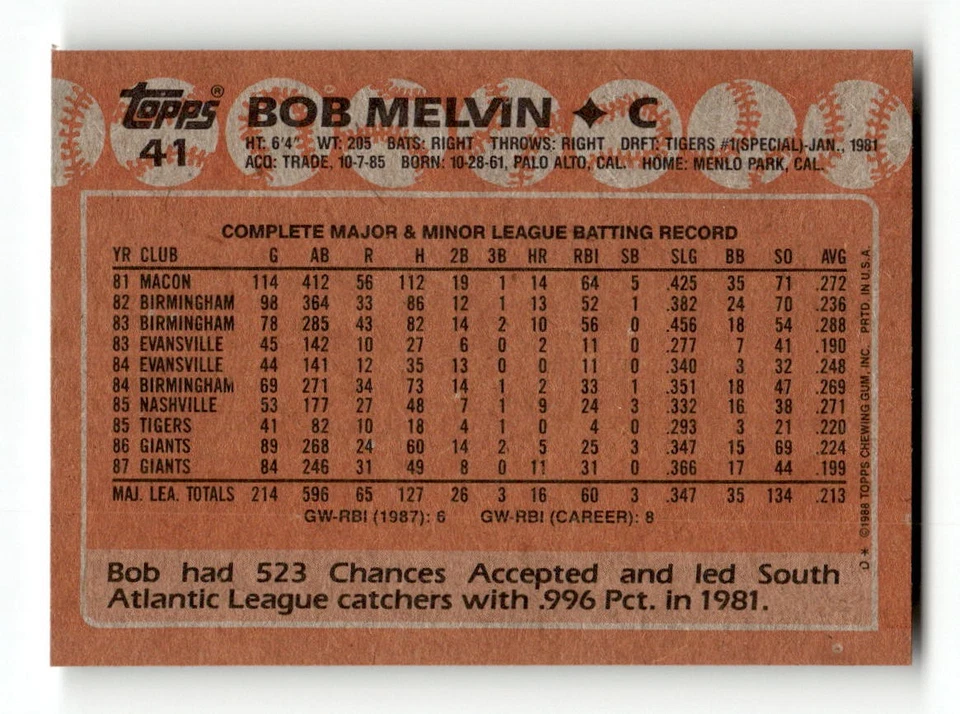 Topps® BOB MELVIN ✦ C
41 HT: 6'4" WT: 205 BATS: RIGHT THROWS: RIGHT DRFT: TIGERS #1(SPECIAL)-JAN., 1981
ACQ: TRADE, 10-7-85 BORN: 10-28-61, PALO ALTO, CAL. HOME: MENLO PARK, CAL.
COMPLETE MAJOR & MINOR LEAGUE BATTING RECORD
YR CLUB G AB R H 2B 3B HR RBI SB SLG BB SO AVG
81 MACON 114 412 56 112 19 1 14 64 5 .425 35 71 .272
82 BIRMINGHAM 98 364 33 86 12 1 13 52 1 .382 24 70 .236
83 BIRMINGHAM 78 285 43 82 14 2 10 56 0 .456 18 54 .288
83 EVANSVILLE 45 142 10 27 6 0 2 11 0 .277 7 41 .190
84 EVANSVILLE 44 141 12 35 13 0 0 11 0 .340 3 32 .248
84 BIRMINGHAM 69 271 34 73 14 1 2 33 1 .351 18 47 .269
85 NASHVILLE 53 177 27 48 7 1 9 24 3 .332 16 38 .271
85 TIGERS 41 82 10 18 4 1 0 4 0 .293 3 21 .220
86 GIANTS 89 268 24 60 14 2 5 25 3 .347 15 69 .224
87 GIANTS 84 246 31 49 8 0 11 31 0 .366 17 44 .199
MAJ. LEA. TOTALS 214 596 65 127 26 3 16 60 3 .347 35 134 .213
GW-RBI (1987): 6 GW-RBI (CAREER): 8
Bob had 523 Chances Accepted and led South
Atlantic League catchers with .996 Pct. in 1981.
D* ©1988 TOPPS CHEWING GUM, INC. PRTD. IN U.S.A.